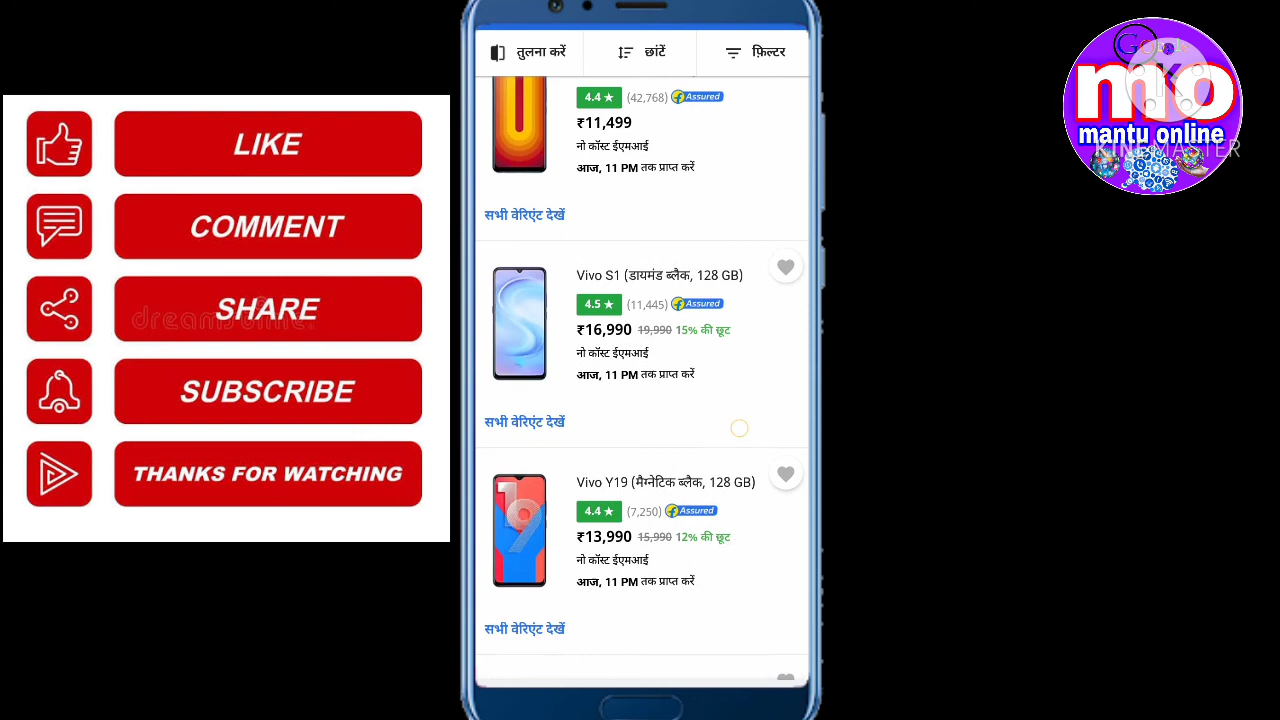 LIKE
COMMENT
SHARE
dreamstime.
SUBSCRIBE
THANKS FOR WATCHING
तुलना करें
छांटें
फ़िल्टर
4.4 ★ (42,768) Assured
₹11,499
नो कॉस्ट ईएमआई
आज, 11 PM तक प्राप्त करें
सभी वेरिएंट देखें
Vivo S1 (डायमंड ब्लैक, 128 GB)
4.5 ★ (11,445) Assured
₹16,990 19,990 15% की छूट
नो कॉस्ट ईएमआई
आज, 11 PM तक प्राप्त करें
सभी वेरिएंट देखें
Vivo Y19 (मैग्नेटिक ब्लैक, 128 GB)
4.4 ★ (7,250) Assured
₹13,990 15,990 12% की छूट
नो कॉस्ट ईएमआई
आज, 11 PM तक प्राप्त करें
सभी वेरिएंट देखें
mo
mantu online
KINEMASTER